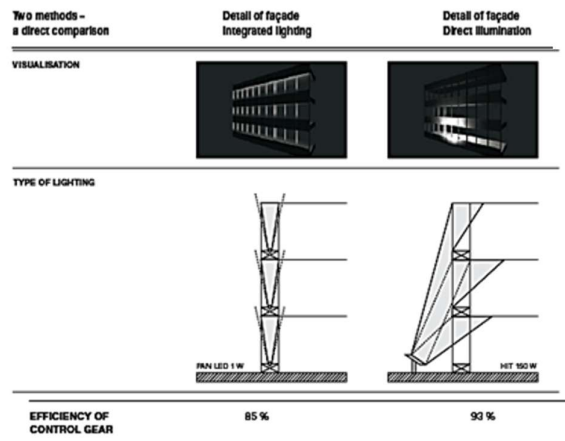 Two methods –
a direct comparison
Detail of façade
Integrated lighting
Detail of façade
Direct illumination
VISUALISATION
TYPE OF LIGHTING
PAN LED 1 W
HIT 150 W
EFFICIENCY OF
CONTROL GEAR
85 %
93 %